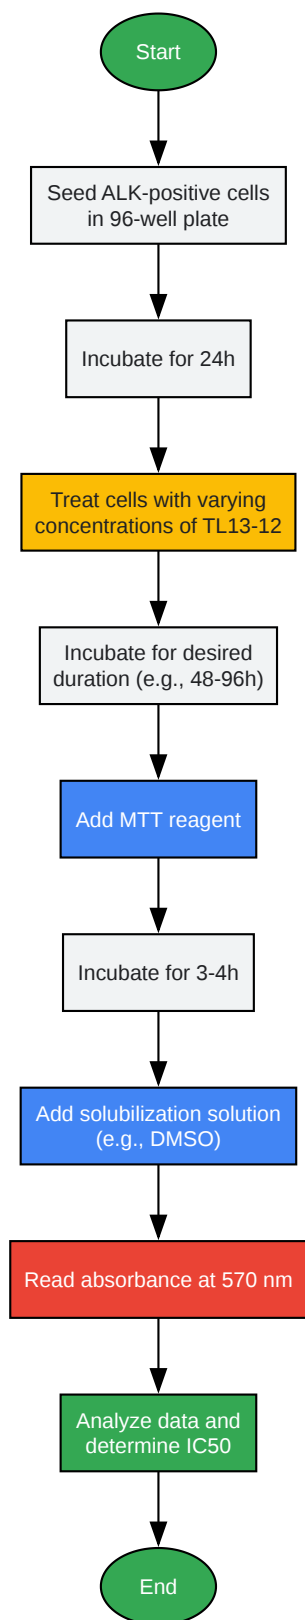 Start
Seed ALK-positive cells
in 96-well plate
Incubate for 24h
Treat cells with varying
concentrations of TL13-12
Incubate for desired
duration (e.g., 48-96h)
Add MTT reagent
Incubate for 3-4h
Add solubilization solution
(e.g., DMSO)
Read absorbance at 570 nm
Analyze data and
determine IC50
End